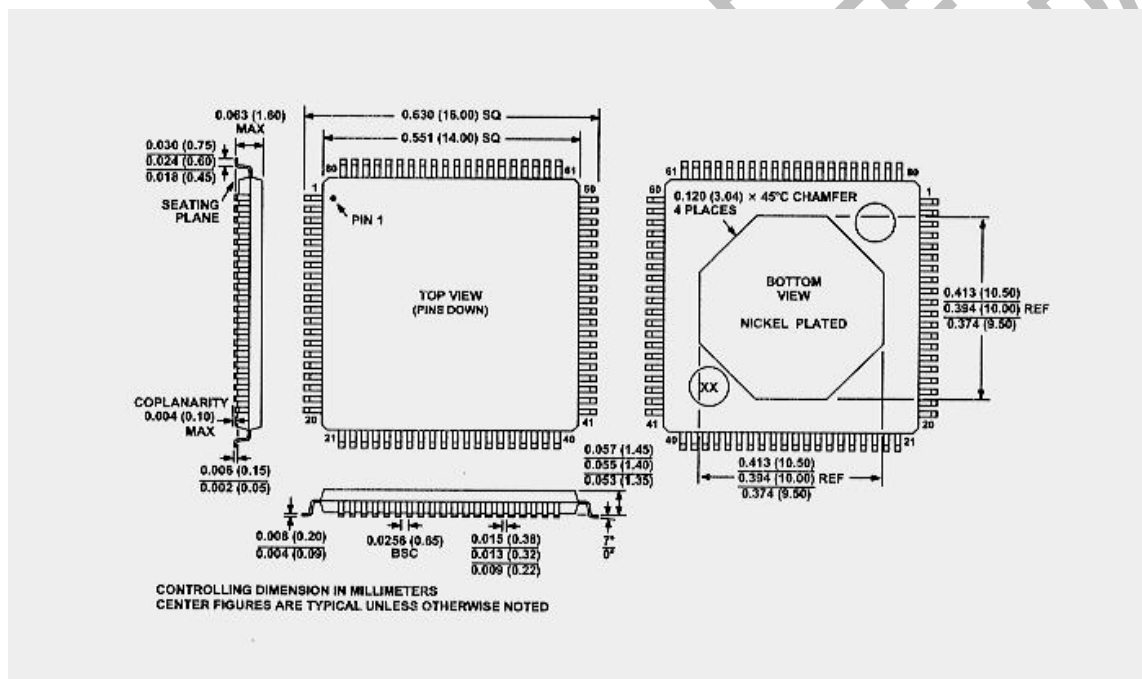 0.063 (1.60)
MAX
0.630 (16.00) SQ
0.551 (14.00) SQ
0.030 (0.75)
0.024 (0.60)
0.018 (0.45)
SEATING
PLANE
80
61
1
60
PIN 1
TOP VIEW
(PINS DOWN)
20
41
21
40
COPLANARITY
0.004 (0.10)
MAX
0.006 (0.15)
0.002 (0.05)
61
80
60
1
0.120 (3.04) × 45°C CHAMFER
4 PLACES
BOTTOM
VIEW
NICKEL PLATED
0.413 (10.50)
0.394 (10.00) REF
0.374 (9.50)
XX
41
20
40
21
0.413 (10.50)
0.394 (10.00) REF
0.374 (9.50)
0.057 (1.45)
0.055 (1.40)
0.053 (1.35)
0.008 (0.20)
0.004 (0.09)
0.0256 (0.65)
BSC
0.015 (0.38)
0.013 (0.32)
0.009 (0.22)
7°
0°
CONTROLLING DIMENSION IN MILLIMETERS
CENTER FIGURES ARE TYPICAL UNLESS OTHERWISE NOTED